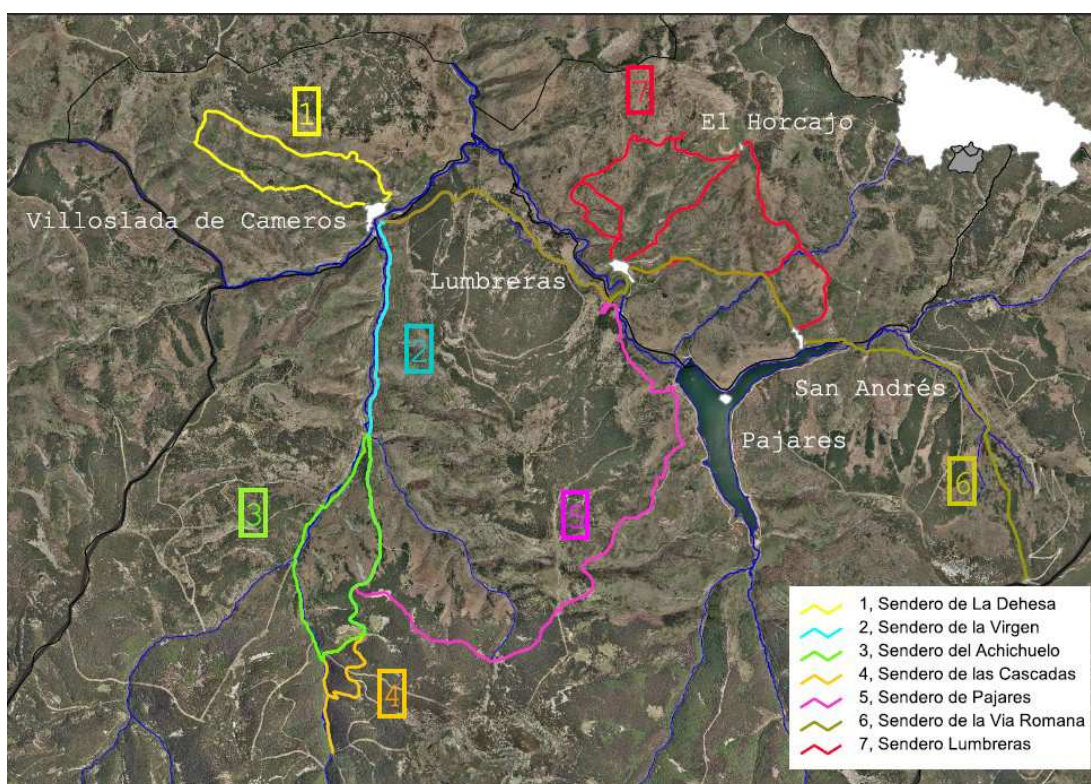 1
7
El Horcajo
Villoslada de Cameros
Lumbreras
2
San Andrés
Pajares
6
3
5
4
1, Sendero de La Dehesa
2, Sendero de la Virgen
3, Sendero del Achichuelo
4, Sendero de las Cascadas
5, Sendero de Pajares
6, Sendero de la Via Romana
7, Sendero Lumbreras